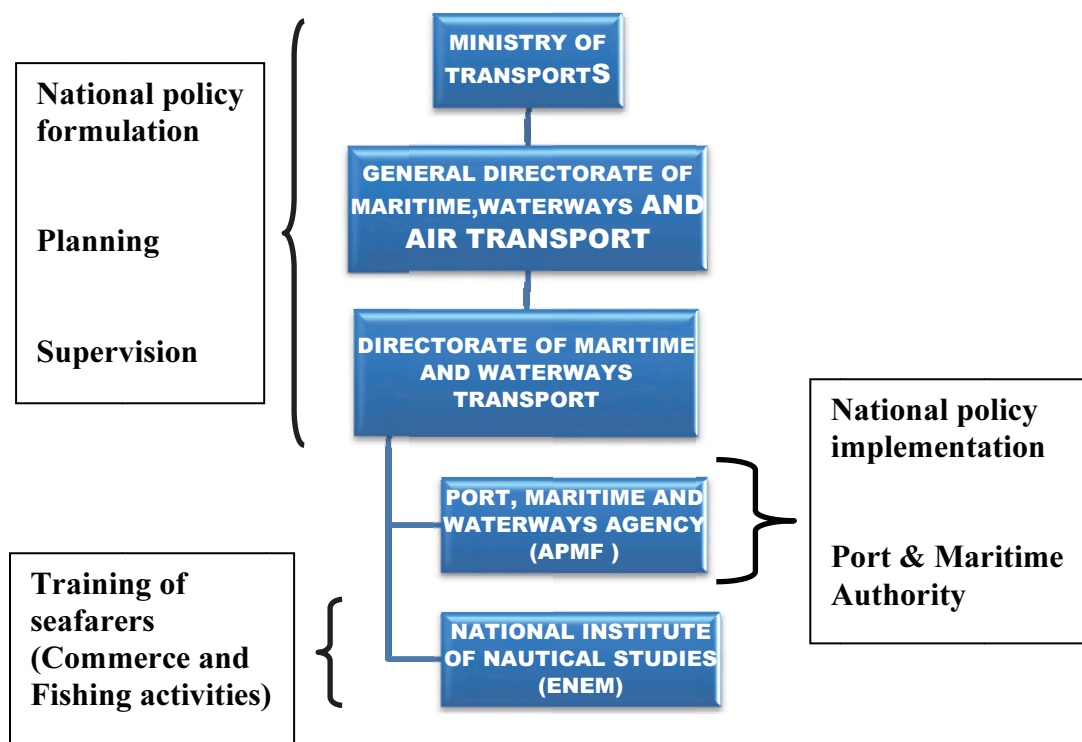 MINISTRY OF
TRANSPORTS
National policy
formulation
Planning
Supervision
GENERAL DIRECTORATE OF
MARITIME,WATERWAYS AND
AIR TRANSPORT
DIRECTORATE OF MARITIME
AND WATERWAYS
TRANSPORT
National policy
implementation
Port & Maritime
Authority
PORT, MARITIME AND
WATERWAYS AGENCY
(APMF )
Training of
seafarers
(Commerce and
Fishing activities)
NATIONAL INSTITUTE
OF NAUTICAL STUDIES
(ENEM)